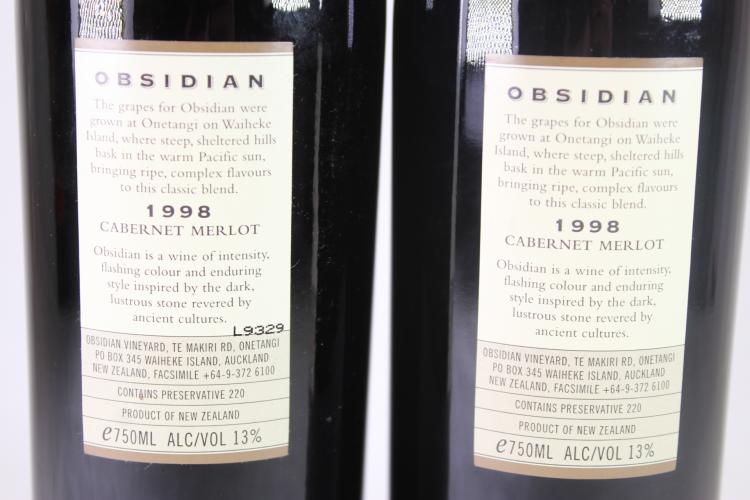 OBSIDIAN
The grapes for Obsidian were
grown at Onetangi on Waiheke
Island, where steep, sheltered hills
bask in the warm Pacific sun,
bringing ripe, complex flavours
to this classic blend.
1998
CABERNET MERLOT
Obsidian is a wine of intensity,
flashing colour and enduring
style inspired by the dark,
lustrous stone revered by
ancient cultures.
L9329
OBSIDIAN VINEYARD, TE MAKIRI RD, ONETANGI
PO BOX 345 WAIHEKE ISLAND, AUCKLAND
NEW ZEALAND, FACSIMILE +64-9-372 6100
CONTAINS PRESERVATIVE 220
PRODUCT OF NEW ZEALAND
e750ML ALC/VOL 13%
OBSIDIAN
The grapes for Obsidian were
grown at Onetangi on Waiheke
Island, where steep, sheltered hills
bask in the warm Pacific sun,
bringing ripe, complex flavours
to this classic blend.
1998
CABERNET MERLOT
Obsidian is a wine of intensity,
flashing colour and enduring
style inspired by the dark,
lustrous stone revered by
ancient cultures.
OBSIDIAN VINEYARD, TE MAKIRI RD, ONETANGI
PO BOX 345 WAIHEKE ISLAND, AUCKLAND
NEW ZEALAND, FACSIMILE +64-9-372 6100
CONTAINS PRESERVATIVE 220
PRODUCT OF NEW ZEALAND
e750ML ALC/VOL 13%